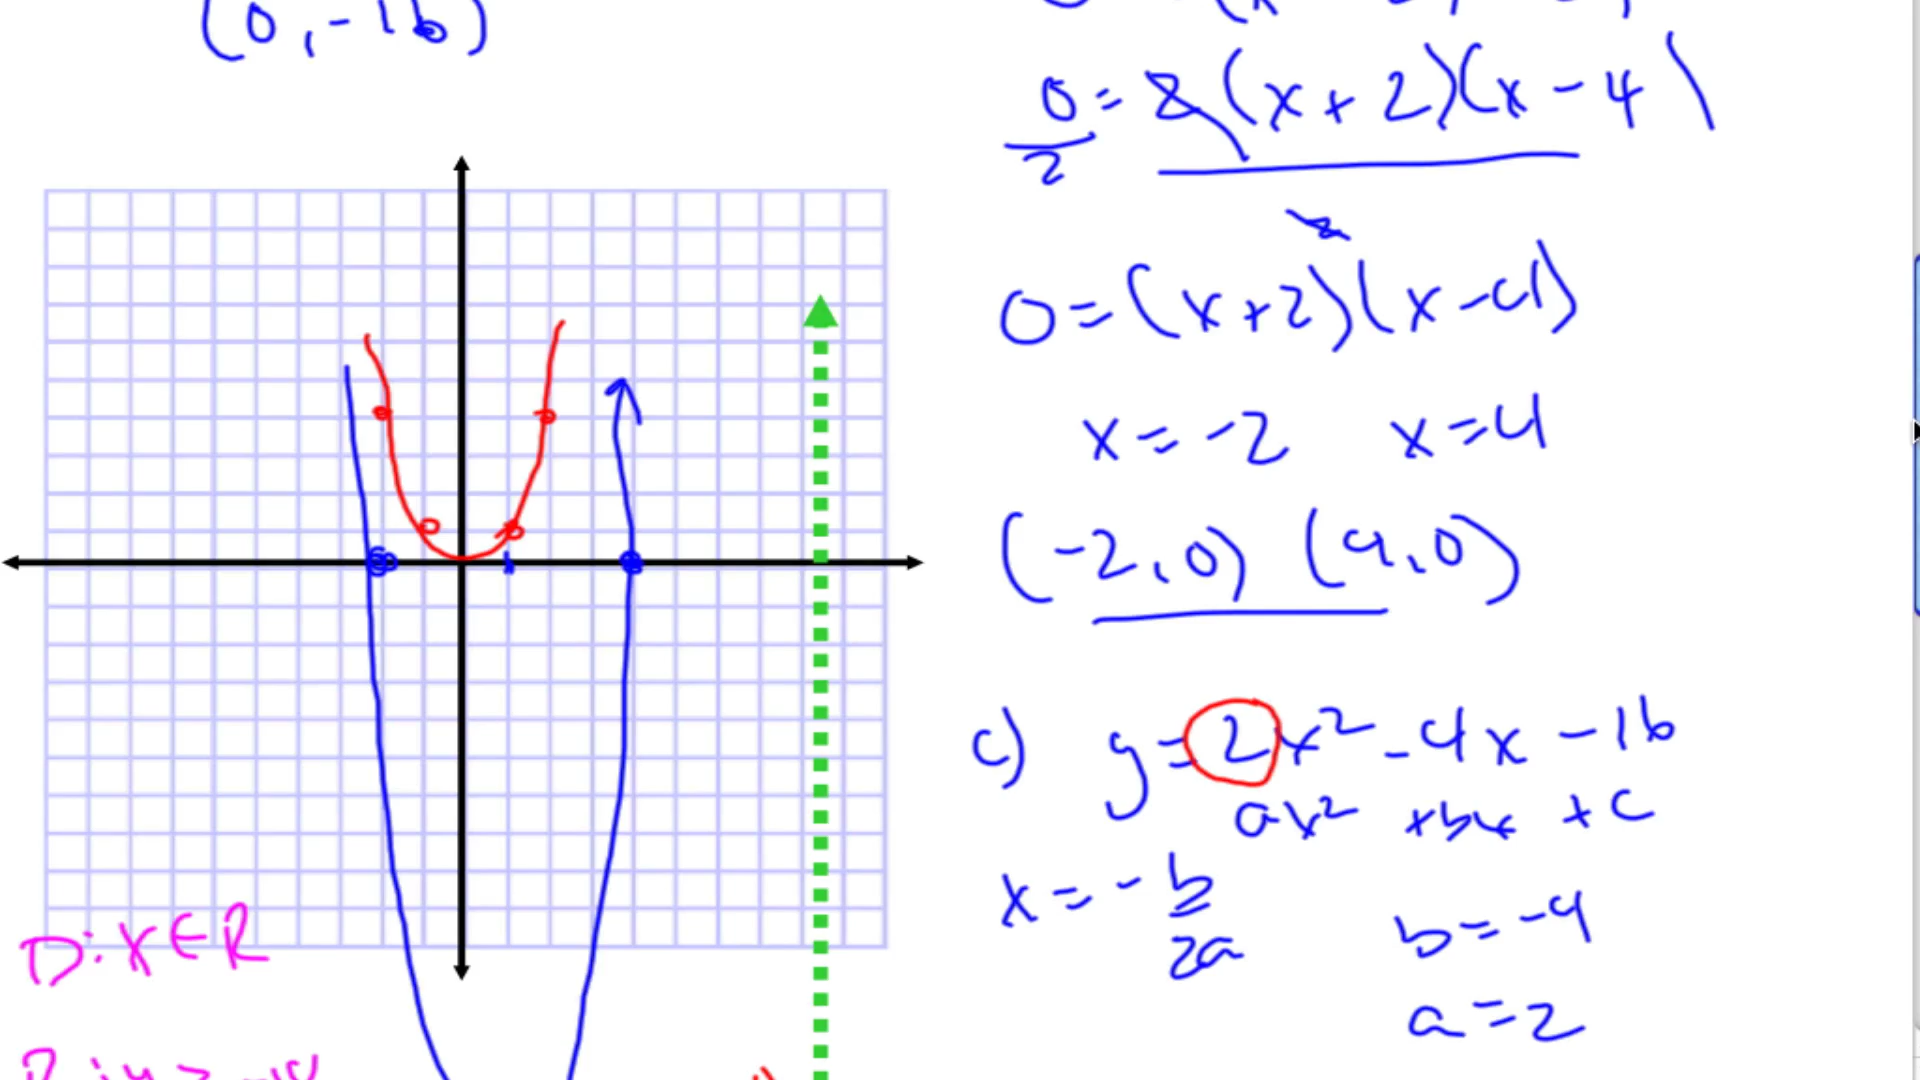 (0,-16)
0=2(x+2)(x-4)
2
2
0=(x+2)(x-4)
x=-2 x=4
(-2,0) (4,0)
c) y=2x²-4x-16
ax² +bx +c
x=-b
2a
b=-4
a=2
D:x∈R